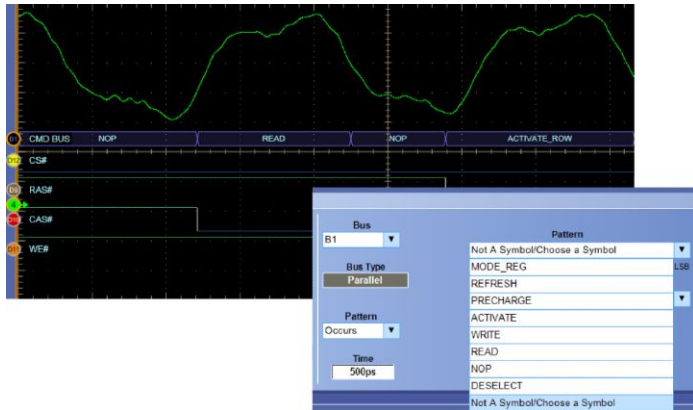 B1 CMD BUS NOP READ NOP ACTIVATE_ROW
CS#
RAS#
CAS#
WE#
Bus
B1
Bus Type
Parallel
Pattern
Occurs
Time
500ps
Pattern
Not A Symbol/Choose a Symbol
LSB
MODE_REG
REFRESH
PRECHARGE
ACTIVATE
WRITE
READ
NOP
DESELECT
Not A Symbol/Choose a Symbol